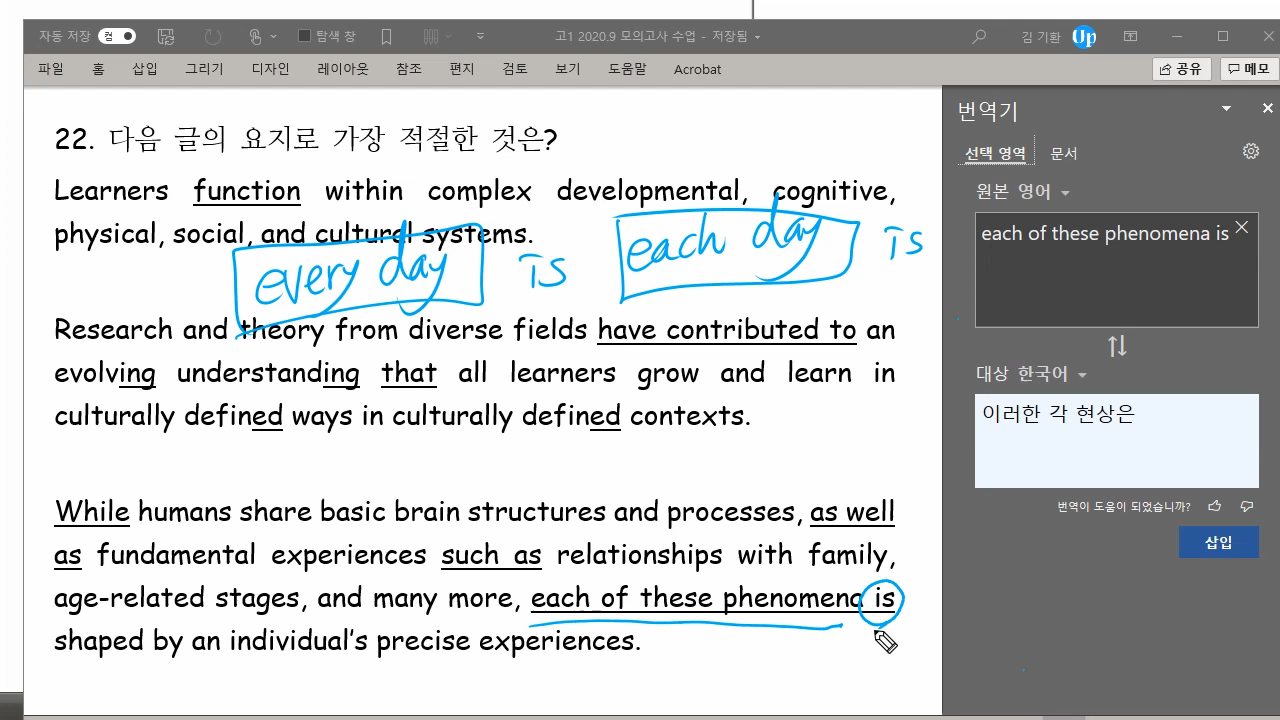 자동 저장 컴 탐색 창 고1 2020.9 모의고사 수업 - 저장됨 김 기환 Up
파일 홈 삽입 그리기 디자인 레이아웃 참조 편지 검토 보기 도움말 Acrobat 공유 메모
22. 다음 글의 요지로 가장 적절한 것은?
Learners function within complex developmental, cognitive,
physical, social, and cultural systems.
every day is each day is
Research and theory from diverse fields have contributed to an
evolving understanding that all learners grow and learn in
culturally defined ways in culturally defined contexts.
While humans share basic brain structures and processes, as well
as fundamental experiences such as relationships with family,
age-related stages, and many more, each of these phenomena is
shaped by an individual's precise experiences.
번역기
선택 영역 문서
원본 영어
each of these phenomena is
대상 한국어
이러한 각 현상은
번역이 도움이 되었습니까?
삽입